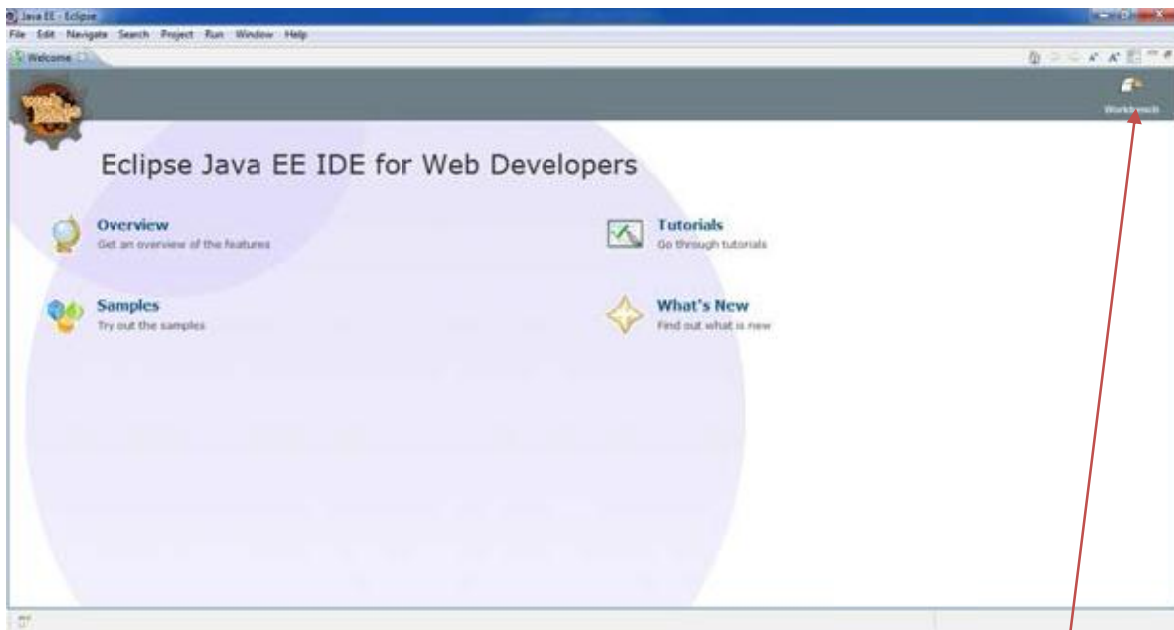 Java EE - Eclipse
File Edit Navigate Search Project Run Window Help
Welcome
Workbench
Eclipse Java EE IDE for Web Developers
Overview
Get an overview of the features
Tutorials
Go through tutorials
Samples
Try out the samples
What's New
Find out what is new